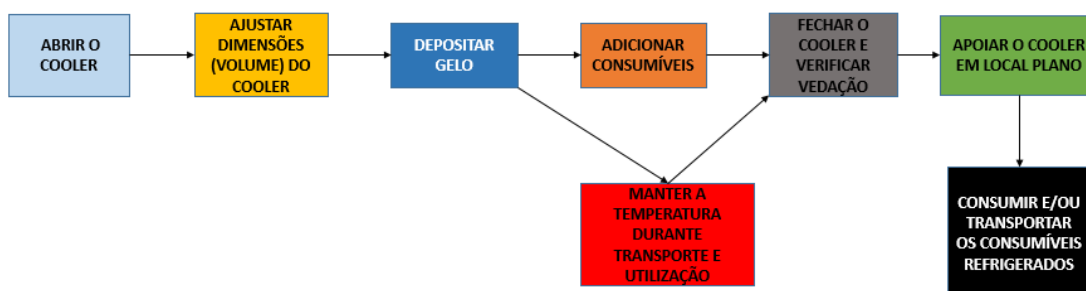 ABRIR O
COOLER
AJUSTAR
DIMENSÕES
(VOLUME) DO
COOLER
DEPOSITAR
GELO
ADICIONAR
CONSUMÍVEIS
FECHAR O
COOLER E
VERIFICAR
VEDAÇÃO
APOIAR O COOLER
EM LOCAL PLANO
MANTER A
TEMPERATURA
DURANTE
TRANSPORTE E
UTILIZAÇÃO
CONSUMIR E/OU
TRANSPORTAR
OS CONSUMÍVEIS
REFRIGERADOS